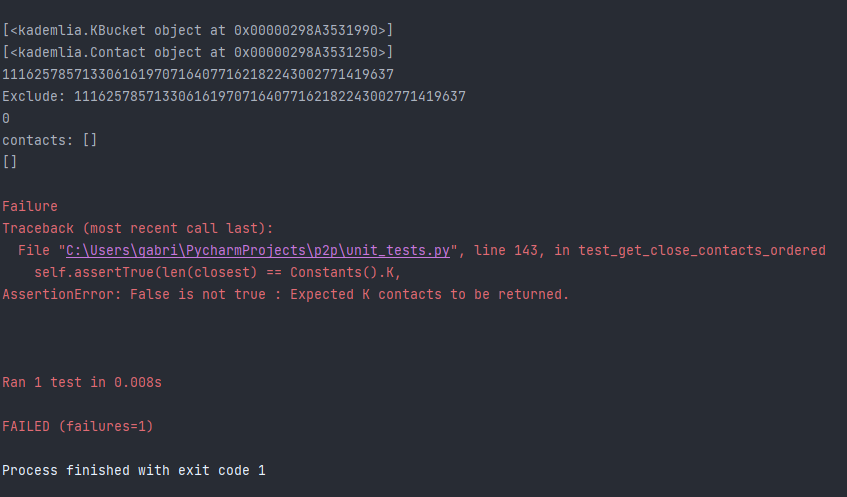 [<kademlia.KBucket object at 0x00000298A3531990>]
[<kademlia.Contact object at 0x00000298A3531250>]
1116257857133061619707164077162182243002771419637
Exclude: 1116257857133061619707164077162182243002771419637
0
contacts: []
[]
Failure
Traceback (most recent call last):
File "C:\Users\gabri\PycharmProjects\p2p\unit_tests.py", line 143, in test_get_close_contacts_ordered
self.assertTrue(len(closest) == Constants().K,
AssertionError: False is not true : Expected K contacts to be returned.
Ran 1 test in 0.008s
FAILED (failures=1)
Process finished with exit code 1